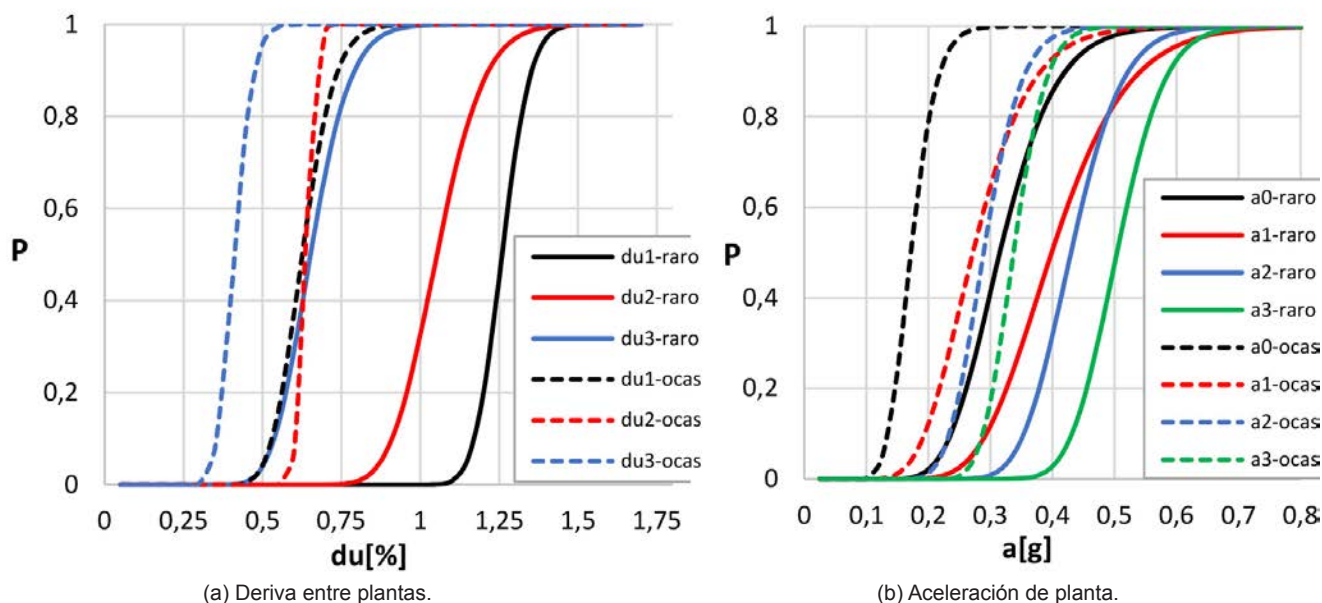 1
0,8
0,6
P
0,4
0,2
0
0 0,25 0,5 0,75 1 1,25 1,5 1,75
du[%]
du1-raro
du2-raro
du3-raro
du1-ocas
du2-ocas
du3-ocas
(a) Deriva entre plantas.
1
0,8
0,6
P
0,4
0,2
0
0 0,1 0,2 0,3 0,4 0,5 0,6 0,7 0,8
a[g]
a0-raro
a1-raro
a2-raro
a3-raro
a0-ocas
a1-ocas
a2-ocas
a3-ocas
(b) Aceleración de planta.